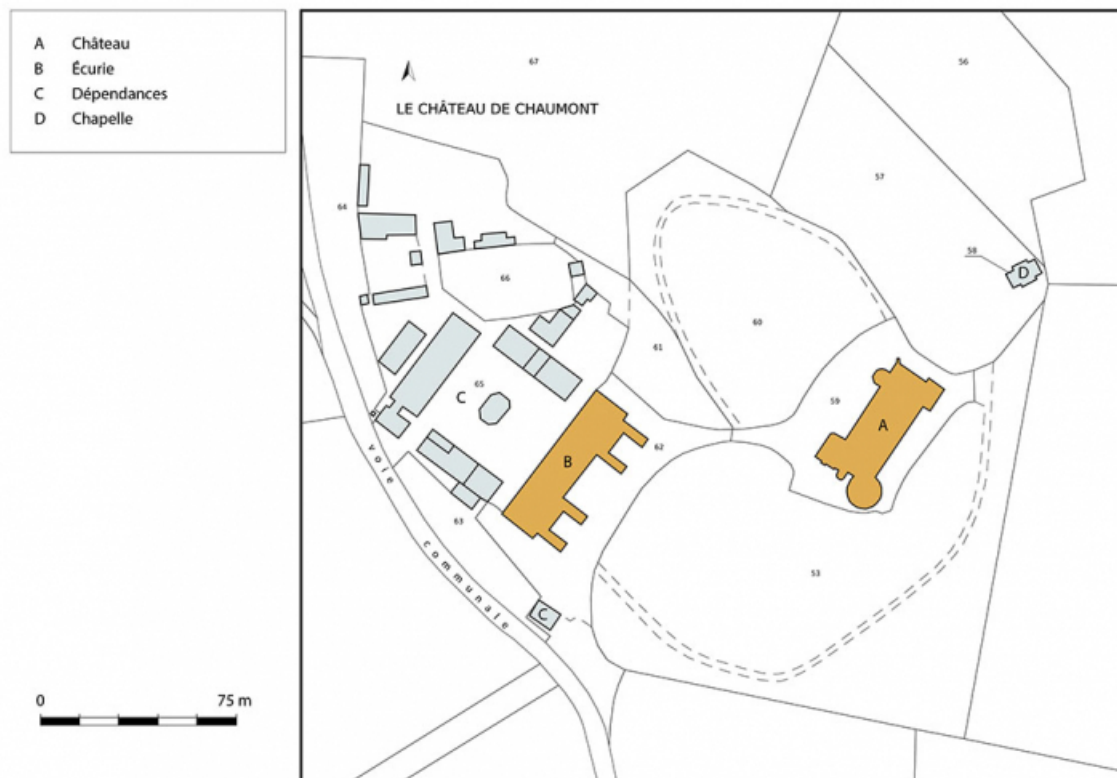 A Château
B Écurie
C Dépendances
D Chapelle
LE CHÂTEAU DE CHAUMONT
67
56
57
64
58
D
66
60
61
65
C
59
A
B
62
63
53
C
voie communale
0 75 m